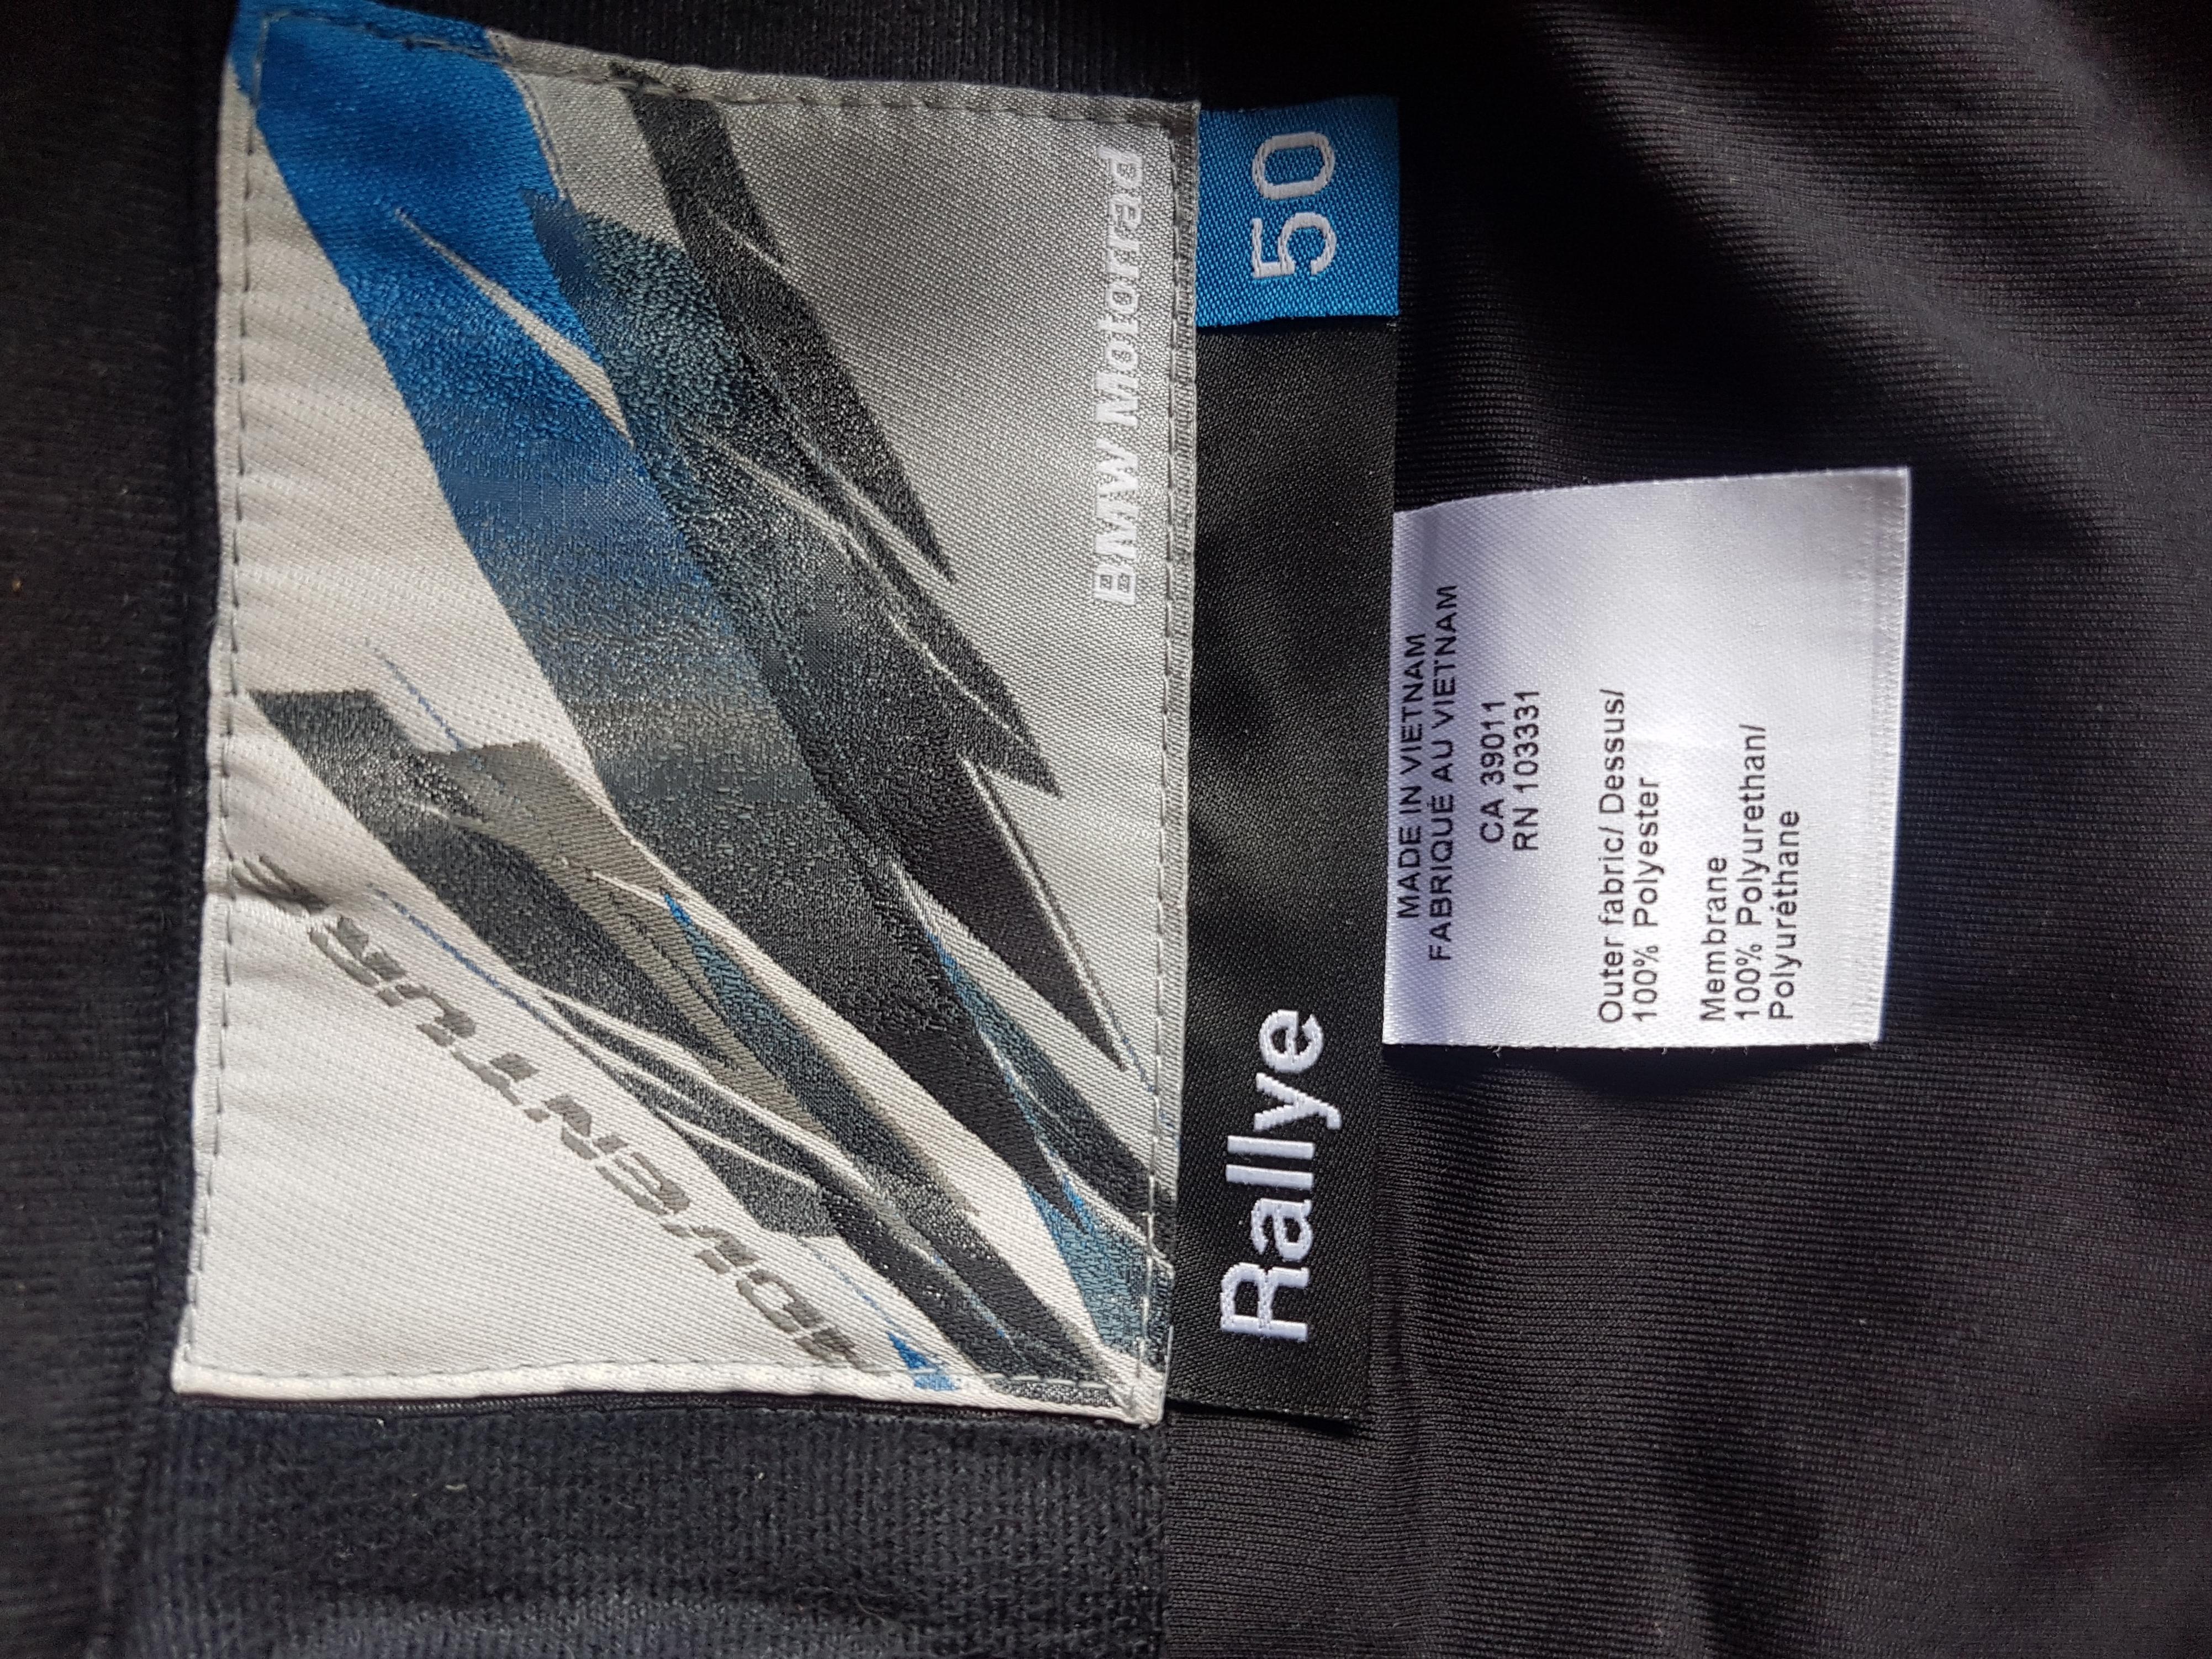 ADVENTURE
BMW Motorrad
Rallye
50
MADE IN VIETNAM
FABRIQUÉ AU VIETNAM
CA 39011
RN 103331
Outer fabric/ Dessus/
100% Polyester
Membrane
100% Polyurethan/
Polyuréthane